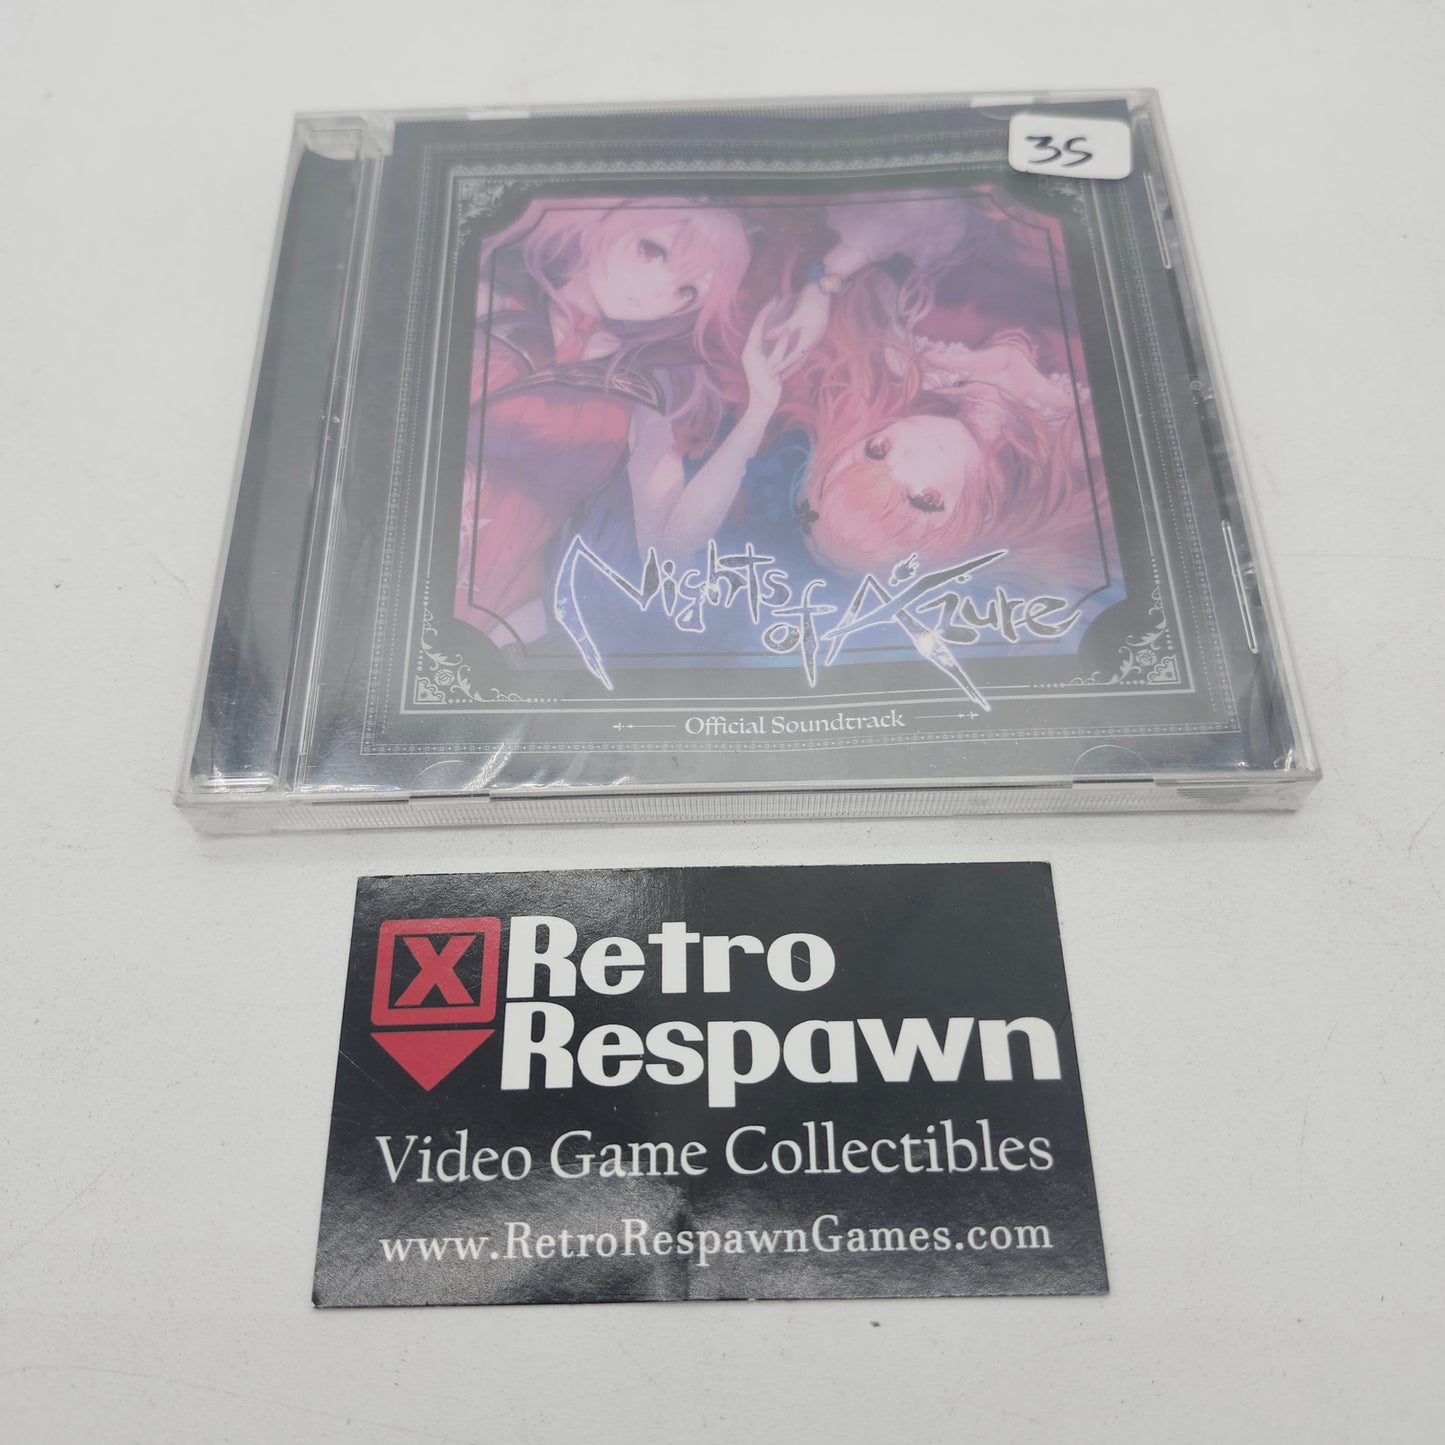 35
Nights of Azure
Official Soundtrack
X Retro
Respawn
Video Game Collectibles
www.RetroRespawnGames.com